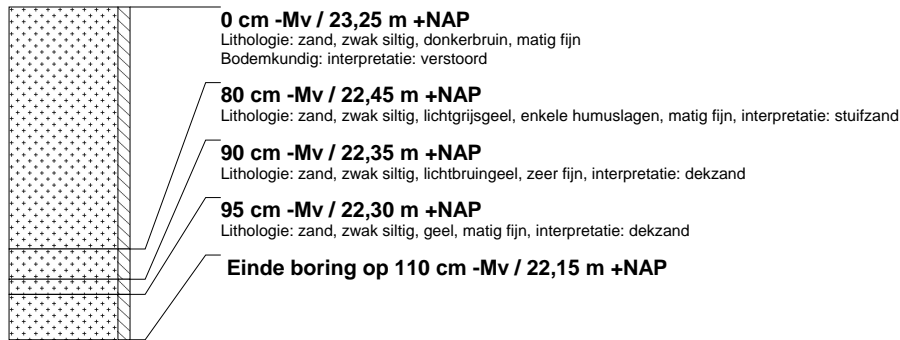 0 cm -Mv / 23,25 m +NAP
Lithologie: zand, zwak siltig, donkerbruin, matig fijn
Bodemkundig: interpretatie: verstoord
80 cm -Mv / 22,45 m +NAP
Lithologie: zand, zwak siltig, lichtgrijsgeel, enkele humuslagen, matig fijn, interpretatie: stuifzand
90 cm -Mv / 22,35 m +NAP
Lithologie: zand, zwak siltig, lichtbruingeel, zeer fijn, interpretatie: dekzand
95 cm -Mv / 22,30 m +NAP
Lithologie: zand, zwak siltig, geel, matig fijn, interpretatie: dekzand
Einde boring op 110 cm -Mv / 22,15 m +NAP